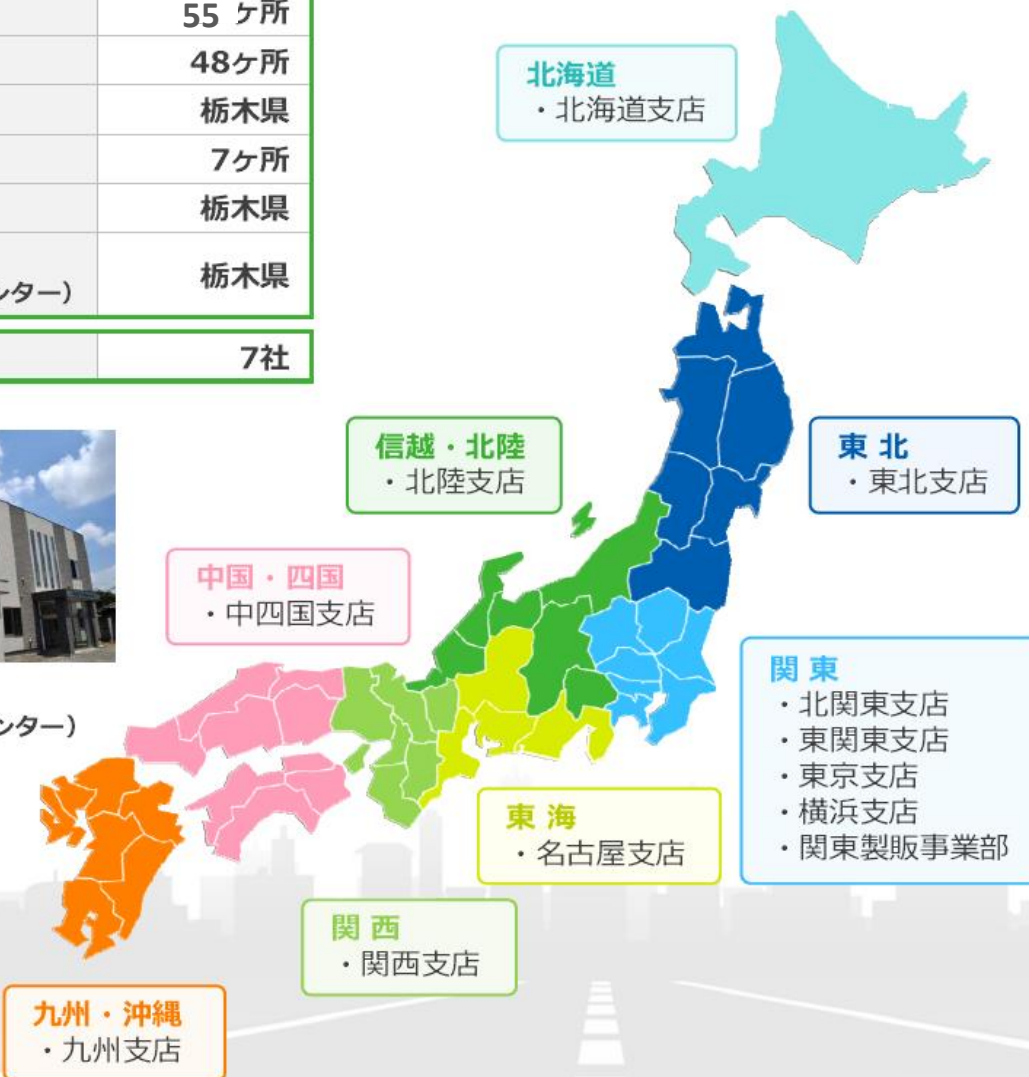 55 ヶ所
48ヶ所
栃木県
7ヶ所
栃木県
栃木県
ンター）
7社
北海道
・北海道支店
信越・北陸
・北陸支店
東 北
・東北支店
中国・四国
・中四国支店
ンター）
関 東
・北関東支店
・東関東支店
・東京支店
・横浜支店
・関東製販事業部
東 海
・名古屋支店
関 西
・関西支店
九州・沖縄
・九州支店